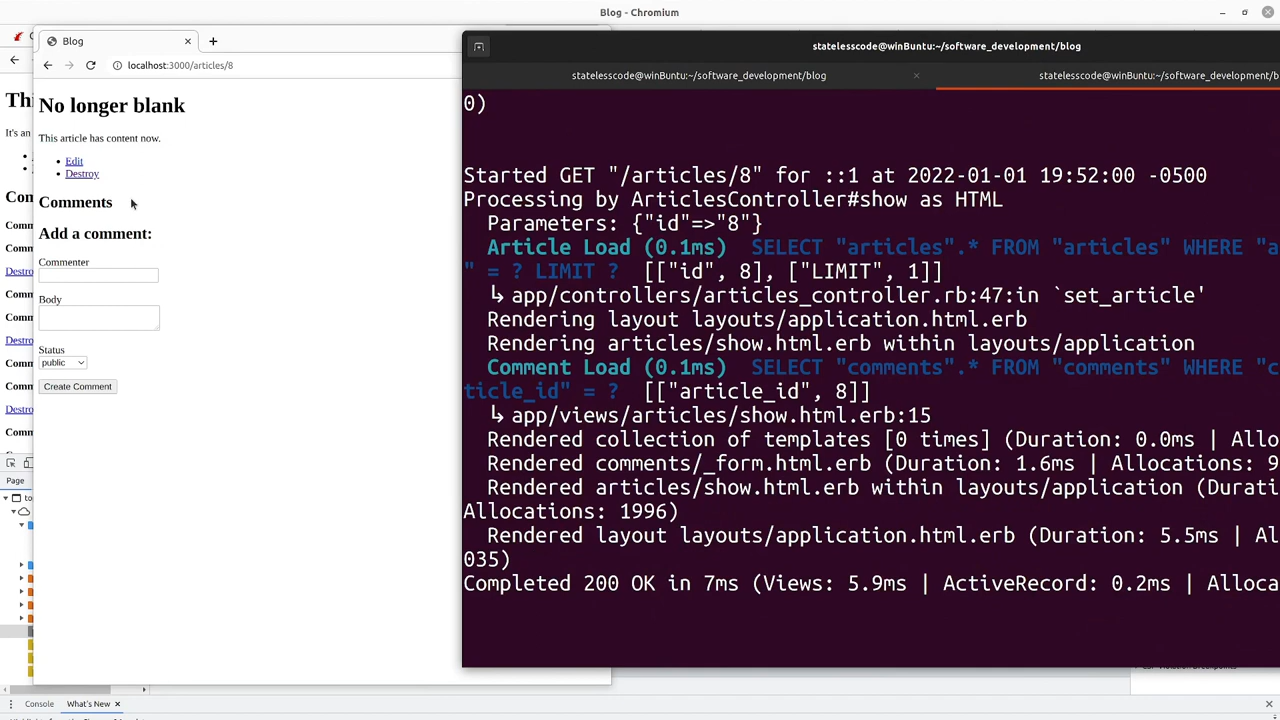 Blog - Chromium
Blog
localhost:3000/articles/8
No longer blank
This article has content now.
Edit
Destroy
Comments
Add a comment:
Commenter
Body
Status
public
Create Comment
It's an
Destro
Destro
Destro
Page
Console
What's New
statelesscode@winBuntu:~/software_development/blog
statelesscode@winBuntu:~/software_development/blog
statelesscode@winBuntu:~/software_development/b
0)
Started GET "/articles/8" for ::1 at 2022-01-01 19:52:00 -0500
Processing by ArticlesController#show as HTML
Parameters: {"id"=>"8"}
Article Load (0.1ms)  SELECT "articles".* FROM "articles" WHERE "a
" = ? LIMIT ?  [["id", 8], ["LIMIT", 1]]
↳ app/controllers/articles_controller.rb:47:in `set_article'
Rendering layout layouts/application.html.erb
Rendering articles/show.html.erb within layouts/application
Comment Load (0.1ms)  SELECT "comments".* FROM "comments" WHERE "c
ticle_id" = ?  [["article_id", 8]]
↳ app/views/articles/show.html.erb:15
Rendered collection of templates [0 times] (Duration: 0.0ms | Allo
Rendered comments/_form.html.erb (Duration: 1.6ms | Allocations: 9
Rendered articles/show.html.erb within layouts/application (Durati
Allocations: 1996)
Rendered layout layouts/application.html.erb (Duration: 5.5ms | Al
035)
Completed 200 OK in 7ms (Views: 5.9ms | ActiveRecord: 0.2ms | Alloca